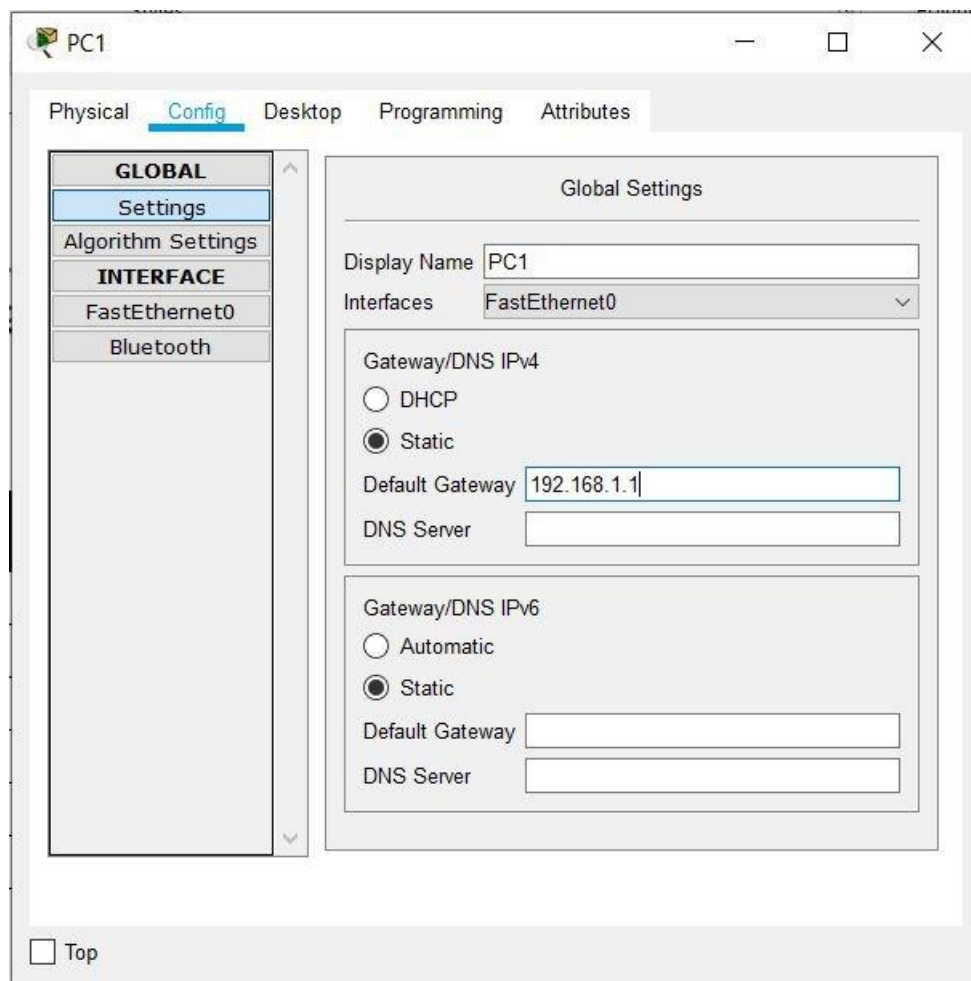 PC1
Physical Config Desktop Programming Attributes
GLOBAL
Settings
Algorithm Settings
INTERFACE
FastEthernet0
Bluetooth
Global Settings
Display Name PC1
Interfaces FastEthernet0
Gateway/DNS IPv4
DHCP
Static
Default Gateway 192.168.1.1
DNS Server
Gateway/DNS IPv6
Automatic
Static
Default Gateway
DNS Server
Top